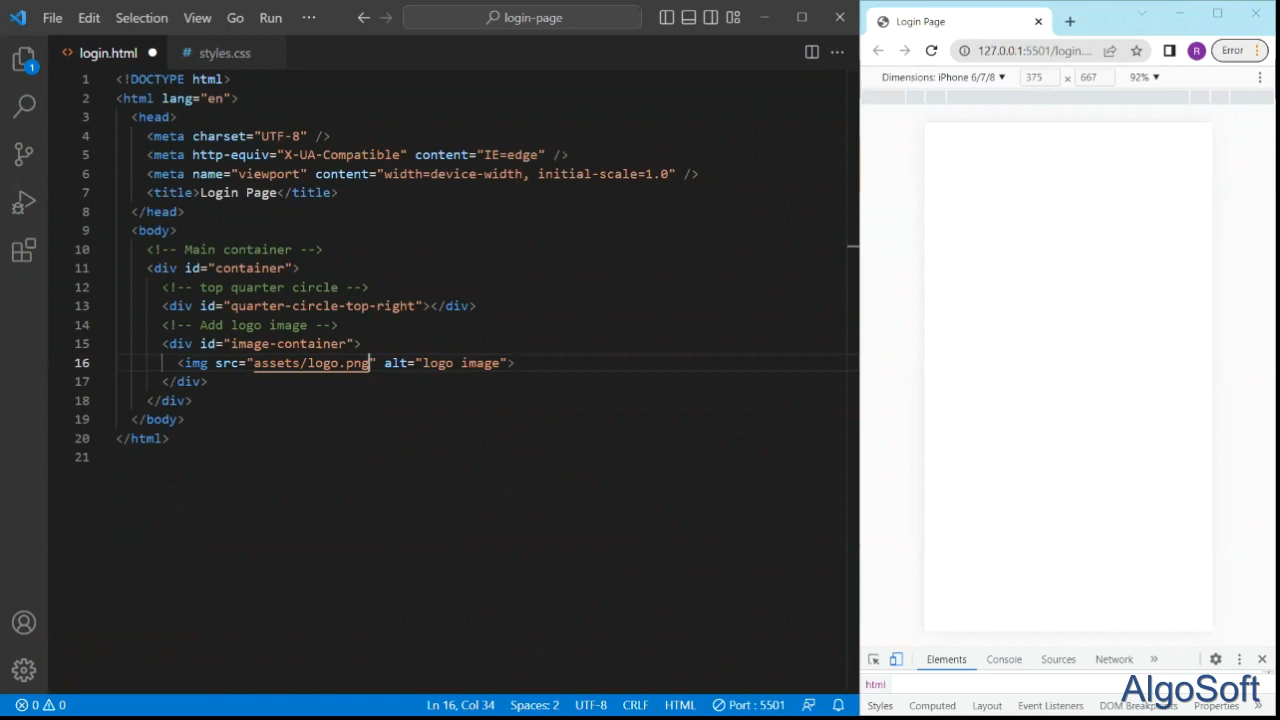 File Edit Selection View Go Run ··· login-page
login.html styles.css
1 <!DOCTYPE html>
2 <html lang="en">
3 <head>
4 <meta charset="UTF-8" />
5 <meta http-equiv="X-UA-Compatible" content="IE=edge" />
6 <meta name="viewport" content="width=device-width, initial-scale=1.0" />
7 <title>Login Page</title>
8 </head>
9 <body>
10 <!-- Main container -->
11 <div id="container">
12 <!-- top quarter circle -->
13 <div id="quarter-circle-top-right"></div>
14 <!-- Add logo image -->
15 <div id="image-container">
16 <img src="assets/logo.png" alt="logo image">
17 </div>
18 </div>
19 </body>
20 </html>
21
1
0 0 Ln 16, Col 34 Spaces: 2 UTF-8 CRLF HTML Port : 5501
Login Page
127.0.0.1:5501/login.... R Error
Dimensions: iPhone 6/7/8 375 x 667 92%
Elements Console Sources Network »
html
Styles Computed Layout Event Listeners DOM Breakpoints Properties »
AlgoSoft